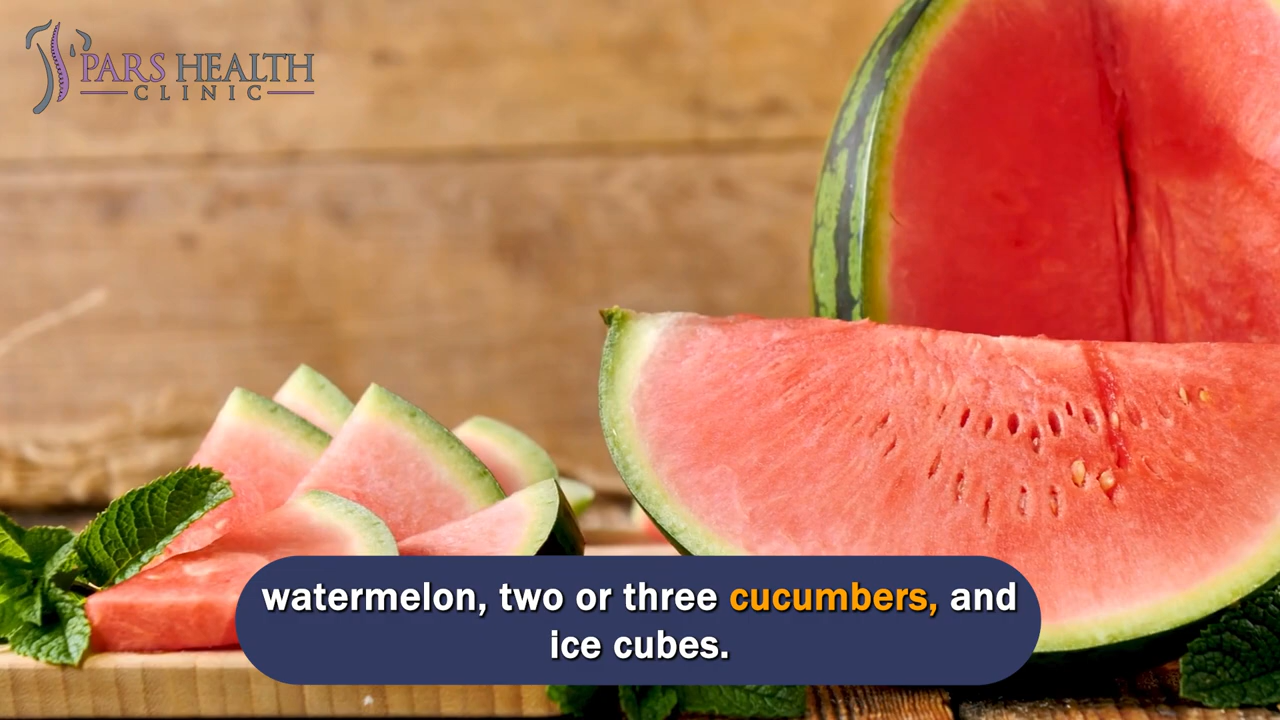 PARS HEALTH
CLINIC
watermelon, two or three cucumbers, and
ice cubes.